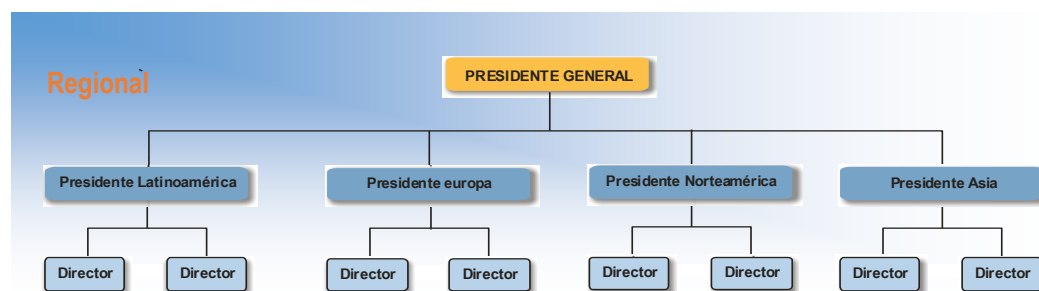 Regional
PRESIDENTE GENERAL
Presidente Latinoamérica
Presidente europa
Presidente Norteamérica
Presidente Asia
Director
Director
Director
Director
Director
Director
Director
Director